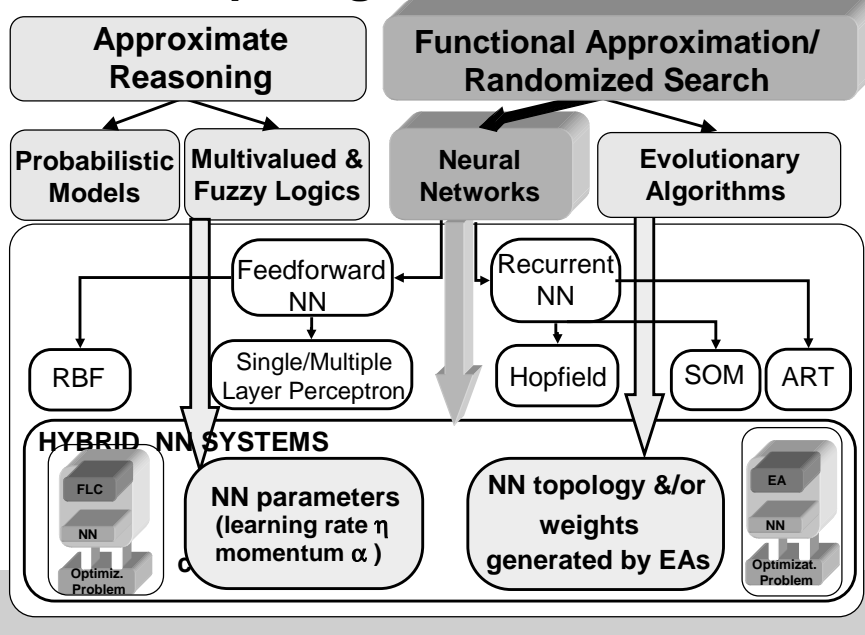 Approximate
Reasoning
Functional Approximation/
Randomized Search
Probabilistic
Models
Multivalued &
Fuzzy Logics
Neural
Networks
Evolutionary
Algorithms
Feedforward
NN
Recurrent
NN
RBF
Single/Multiple
Layer Perceptron
Hopfield
SOM
ART
HYBRID NN SYSTEMS
FLC
NN
Optimiz.
Problem
NN parameters
(learning rate η
momentum α )
NN topology &/or
weights
generated by EAs
EA
NN
Optimizat.
Problem